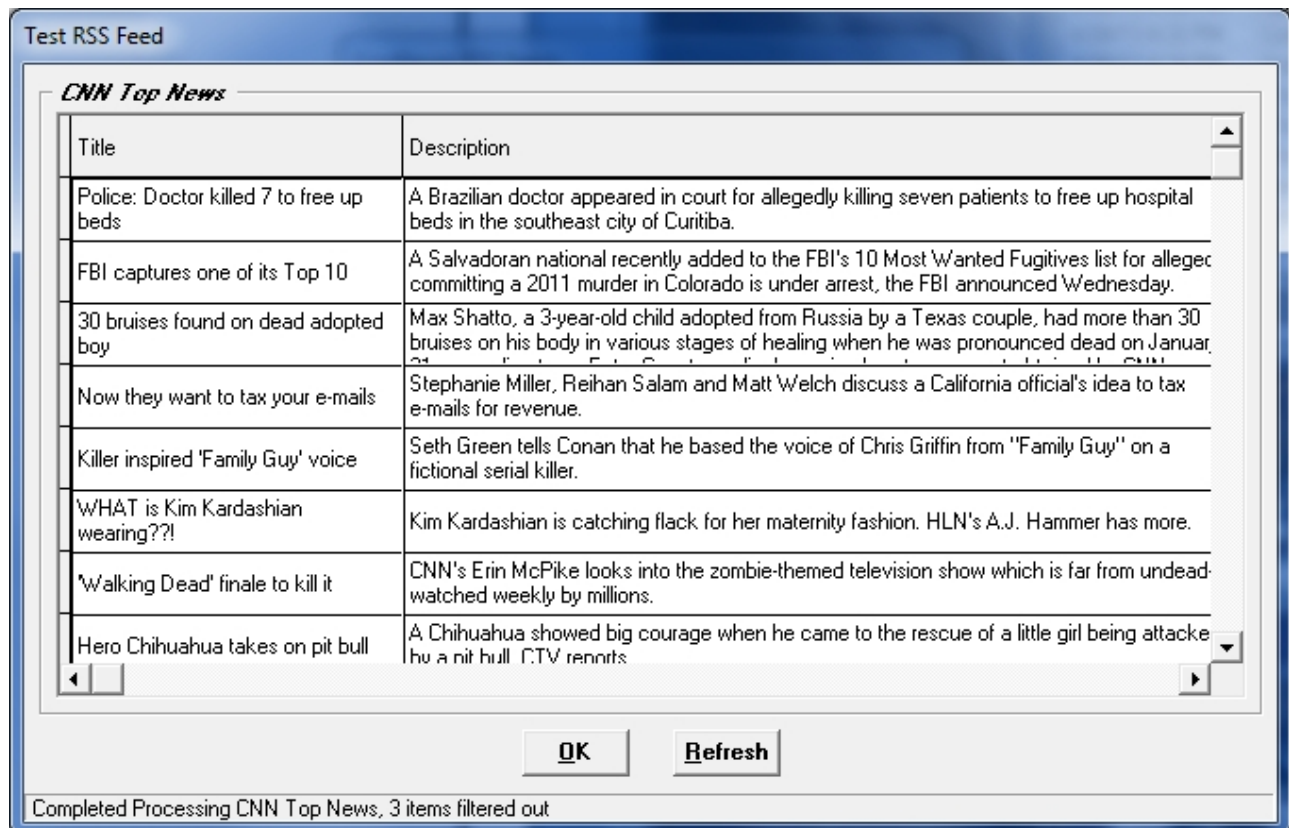 Test RSS Feed
CNN Top News
Title
Description
Police: Doctor killed 7 to free up
beds
A Brazilian doctor appeared in court for allegedly killing seven patients to free up hospital
beds in the southeast city of Curitiba.
FBI captures one of its Top 10
A Salvadoran national recently added to the FBI's 10 Most Wanted Fugitives list for alleged
committing a 2011 murder in Colorado is under arrest, the FBI announced Wednesday.
30 bruises found on dead adopted
boy
Max Shatto, a 3-year-old child adopted from Russia by a Texas couple, had more than 30
bruises on his body in various stages of healing when he was pronounced dead on Januar
Now they want to tax your e-mails
Stephanie Miller, Reihan Salam and Matt Welch discuss a California official's idea to tax
e-mails for revenue.
Killer inspired 'Family Guy' voice
Seth Green tells Conan that he based the voice of Chris Griffin from "Family Guy" on a
fictional serial killer.
WHAT is Kim Kardashian
wearing??!
Kim Kardashian is catching flack for her maternity fashion. HLN's A.J. Hammer has more.
'Walking Dead' finale to kill it
CNN's Erin McPike looks into the zombie-themed television show which is far from undead-
watched weekly by millions.
Hero Chihuahua takes on pit bull
A Chihuahua showed big courage when he came to the rescue of a little girl being attacke
by a pit bull. CTV reports
OK
Refresh
Completed Processing CNN Top News, 3 items filtered out